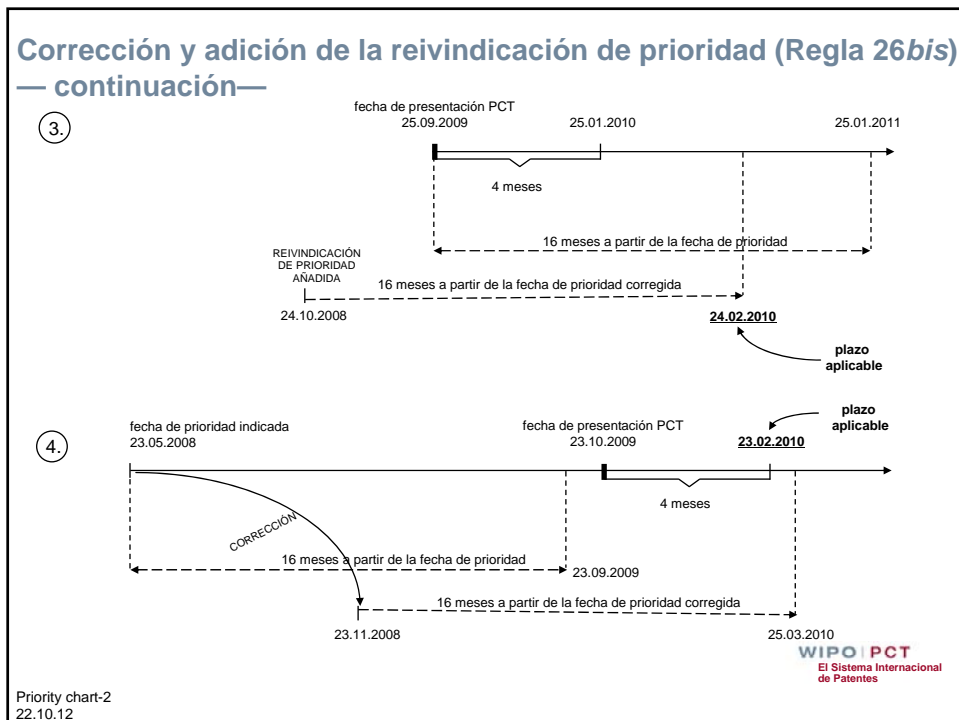 Corrección y adición de la reivindicación de prioridad (Regla 26bis)
— continuación—
3.
fecha de presentación PCT
25.09.2009
25.01.2010
25.01.2011
4 meses
16 meses a partir de la fecha de prioridad
REIVINDICACIÓN
DE PRIORIDAD
AÑADIDA
16 meses a partir de la fecha de prioridad corregida
24.10.2008
24.02.2010
plazo
aplicable
4.
fecha de prioridad indicada
23.05.2008
fecha de presentación PCT
23.10.2009
23.02.2010
plazo
aplicable
4 meses
CORRECCIÓN
16 meses a partir de la fecha de prioridad
23.09.2009
16 meses a partir de la fecha de prioridad corregida
23.11.2008
25.03.2010
WIPO|PCT
El Sistema Internacional
de Patentes
Priority chart-2
22.10.12